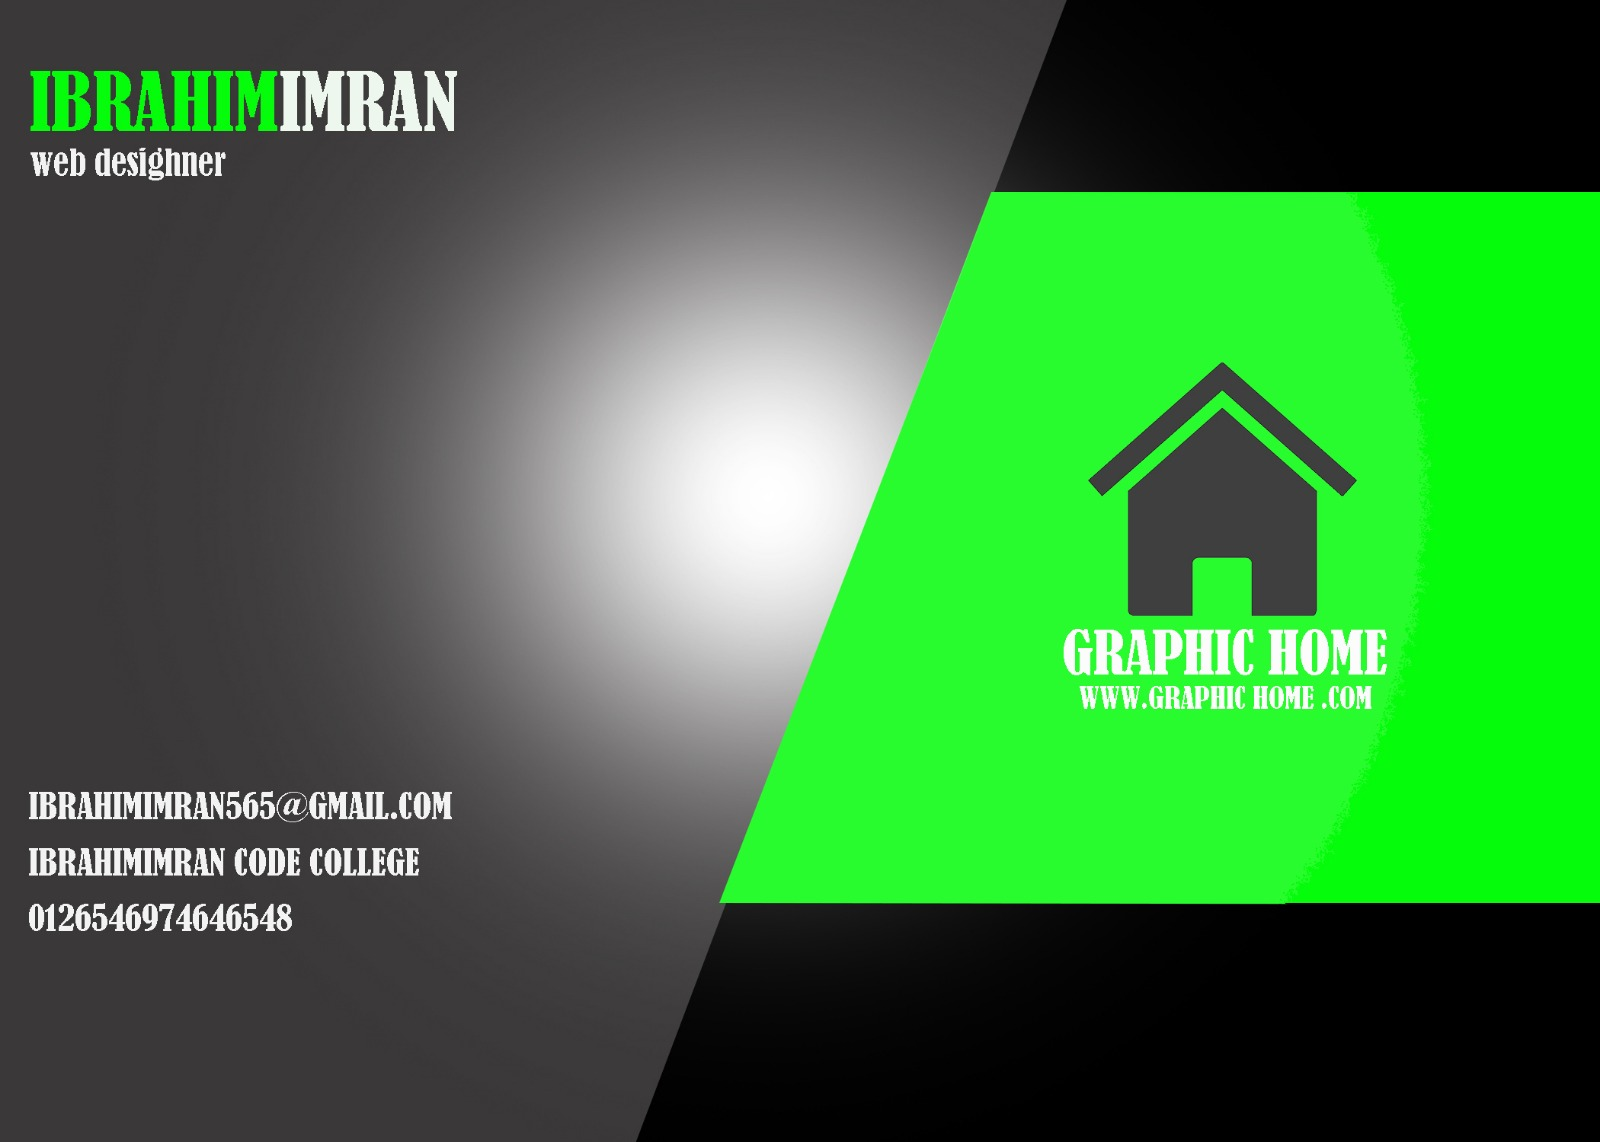 IBRAHIMIMRAN
web desighner
GRAPHIC HOME
WWW.GRAPHIC HOME .COM
IBRAHIMIMRAN565@GMAIL.COM
IBRAHIMIMRAN CODE COLLEGE
0126546974646548